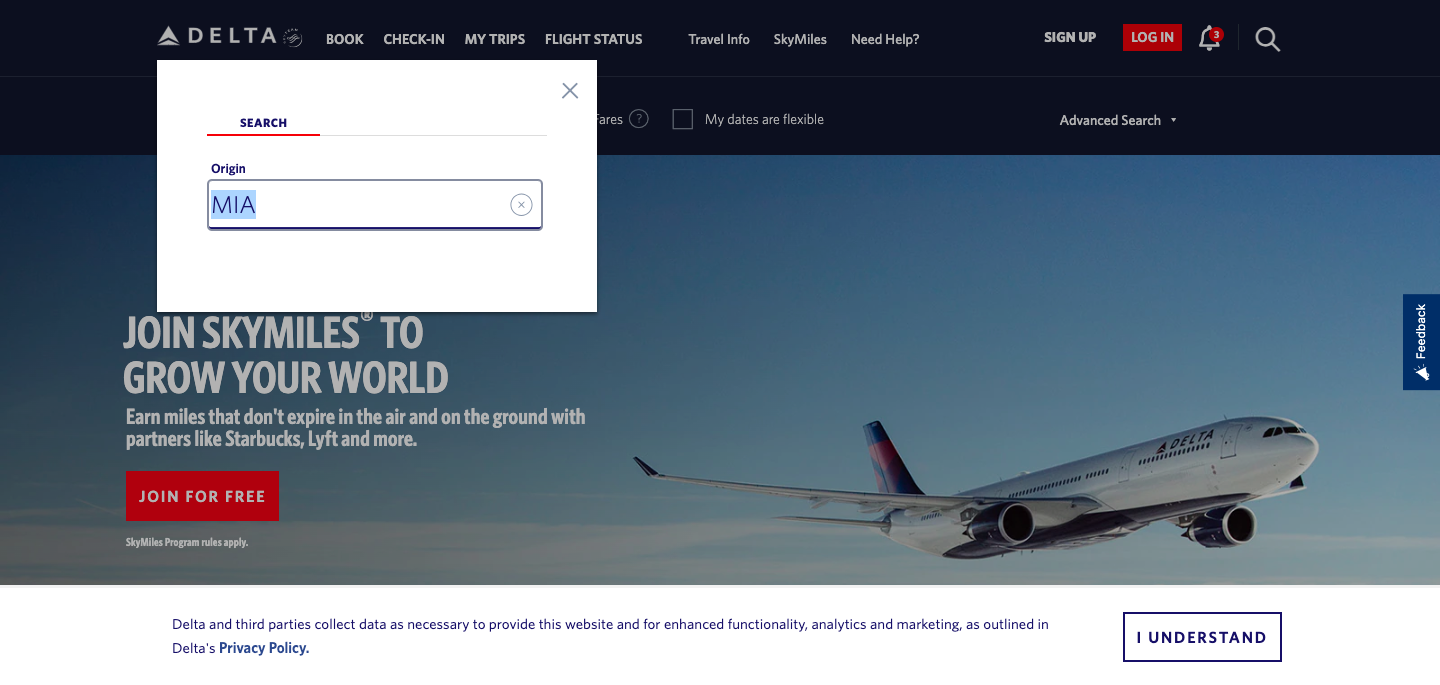 DELTA
BOOK
CHECK-IN
MY TRIPS
FLIGHT STATUS
Travel Info
SkyMiles
Need Help?
SIGN UP
LOG IN
3
SEARCH
Origin
MIA
Fares
?
My dates are flexible
Advanced Search
JOIN SKYMILES® TO
GROW YOUR WORLD
Earn miles that don't expire in the air and on the ground with
partners like Starbucks, Lyft and more.
JOIN FOR FREE
SkyMiles Program rules apply.
DELTA
Feedback
Delta and third parties collect data as necessary to provide this website and for enhanced functionality, analytics and marketing, as outlined in
Delta's Privacy Policy.
I UNDERSTAND